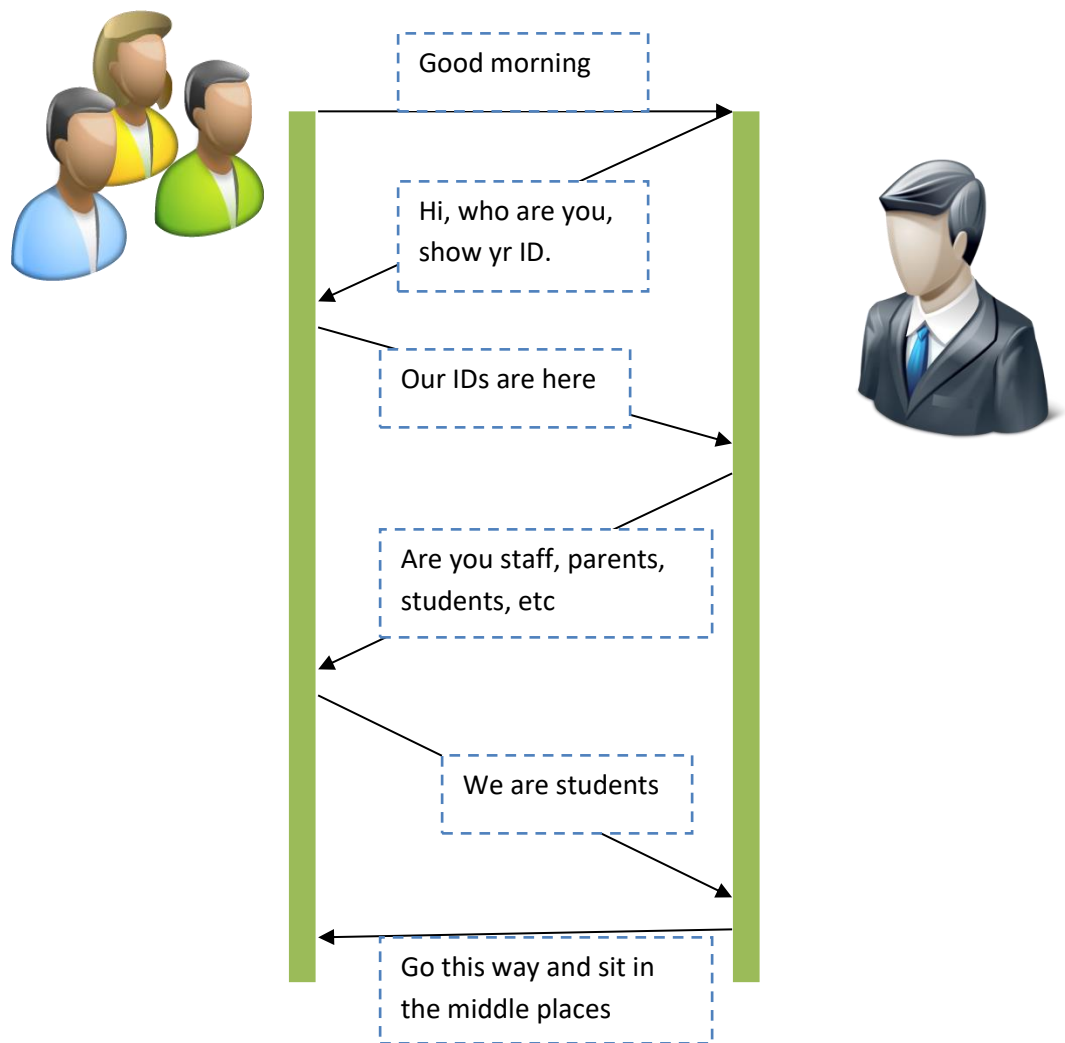 Good morning
Hi, who are you,
show yr ID.
Our IDs are here
Are you staff, parents,
students, etc
We are students
Go this way and sit in
the middle places